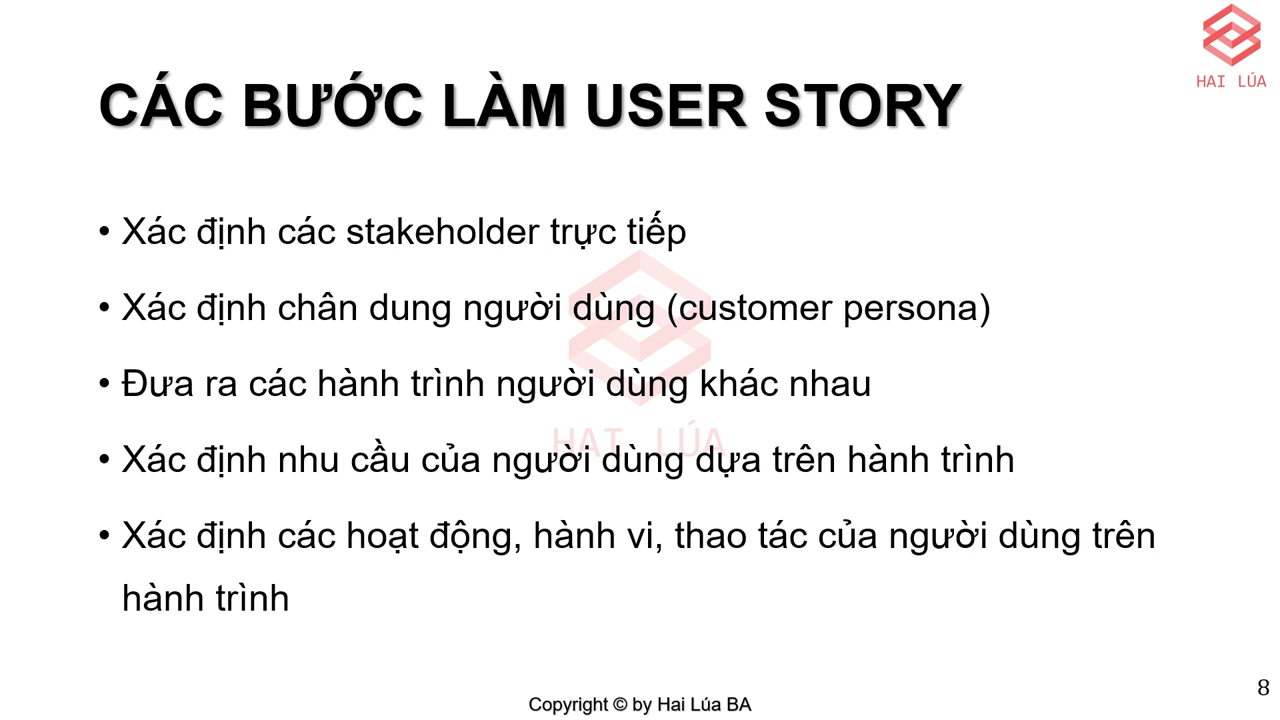 HAI LÚA
CÁC BƯỚC LÀM USER STORY
• Xác định các stakeholder trực tiếp
• Xác định chân dung người dùng (customer persona)
• Đưa ra các hành trình người dùng khác nhau
HAI LÚA
• Xác định nhu cầu của người dùng dựa trên hành trình
• Xác định các hoạt động, hành vi, thao tác của người dùng trên
hành trình
8
Copyright © by Hai Lúa BA